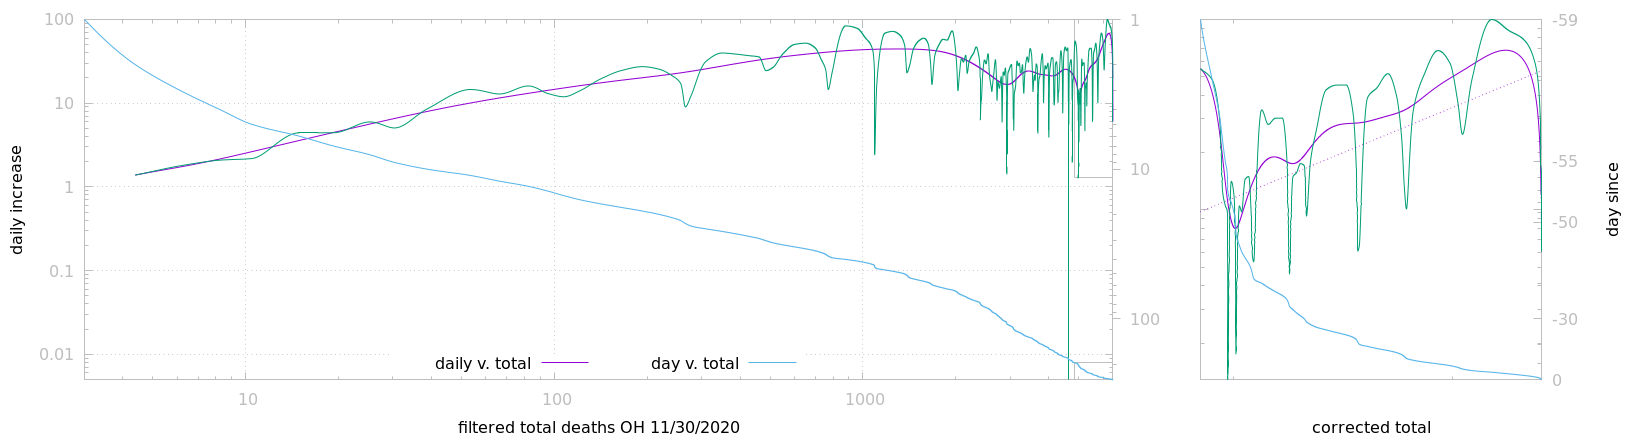 100
10
1
0.1
0.01
daily increase
10
100
1000
filtered total deaths OH 11/30/2020
daily v. total
day v. total
1
10
100
-59
-55
-50
-30
0
day since
corrected total